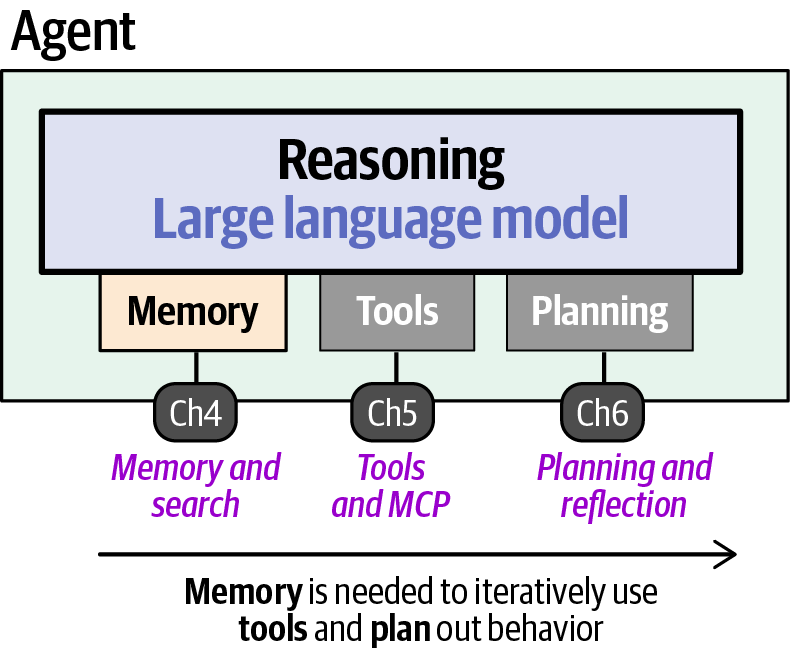 Agent
Reasoning
Large language model
Memory
Tools
Planning
Ch4
Ch5
Ch6
Memory and
search
Tools
and MCP
Planning and
reflection
Memory is needed to iteratively use
tools and plan out behavior